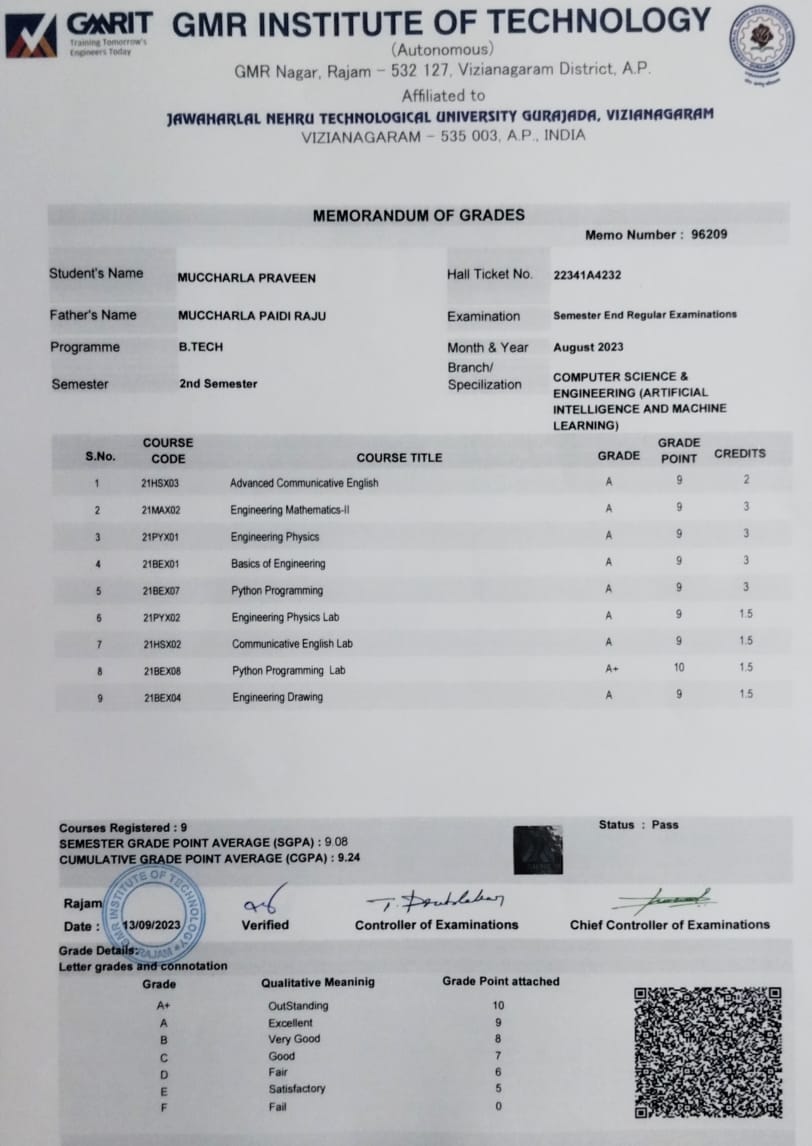 GMRIT
Training Tomorrow's
Engineers Today
GMR INSTITUTE OF TECHNOLOGY
(Autonomous)
GMR Nagar, Rajam – 532 127, Vizianagaram District, A.P.
Affiliated to
JAWAHARLAL NEHRU TECHNOLOGICAL UNIVERSITY GURAJADA, VIZIANAGARAM
VIZIANAGARAM – 535 003, A.P., INDIA
MEMORANDUM OF GRADES
Memo Number : 96209
Student's Name MUCCHARLA PRAVEEN Hall Ticket No. 22341A4232
Father's Name MUCCHARLA PAIDI RAJU Examination Semester End Regular Examinations
Programme B.TECH Month & Year August 2023
Semester 2nd Semester Branch/ Specilization COMPUTER SCIENCE &
ENGINEERING (ARTIFICIAL
INTELLIGENCE AND MACHINE
LEARNING)
S.No. COURSE CODE COURSE TITLE GRADE GRADE POINT CREDITS
1 21HSX03 Advanced Communicative English A 9 2
2 21MAX02 Engineering Mathematics-II A 9 3
3 21PYX01 Engineering Physics A 9 3
4 21BEX01 Basics of Engineering A 9 3
5 21BEX07 Python Programming A 9 3
6 21PYX02 Engineering Physics Lab A 9 1.5
7 21HSX02 Communicative English Lab A 9 1.5
8 21BEX08 Python Programming Lab A+ 10 1.5
9 21BEX04 Engineering Drawing A 9 1.5
Courses Registered : 9 Status : Pass
SEMESTER GRADE POINT AVERAGE (SGPA) : 9.08
CUMULATIVE GRADE POINT AVERAGE (CGPA) : 9.24
GMR INSTITUTE OF TECHNOLOGY
RAJAM
Rajam
Date : 13/09/2023 Verified Controller of Examinations Chief Controller of Examinations
Grade Details:
Letter grades and connotation
Grade Qualitative Meaninig Grade Point attached
A+ OutStanding 10
A Excellent 9
B Very Good 8
C Good 7
D Fair 6
E Satisfactory 5
F Fail 0